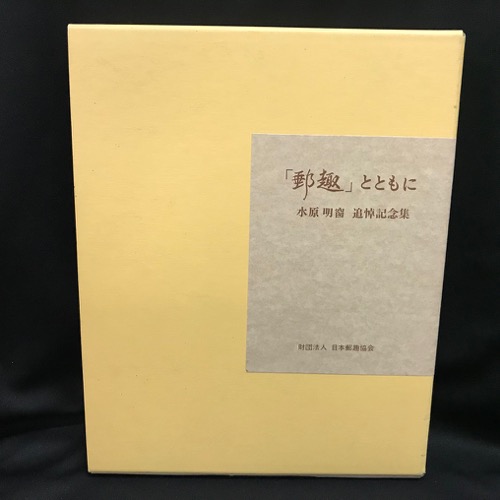 「郵趣」とともに
水原 明窗 追悼記念集
財団法人 日本郵趣協会